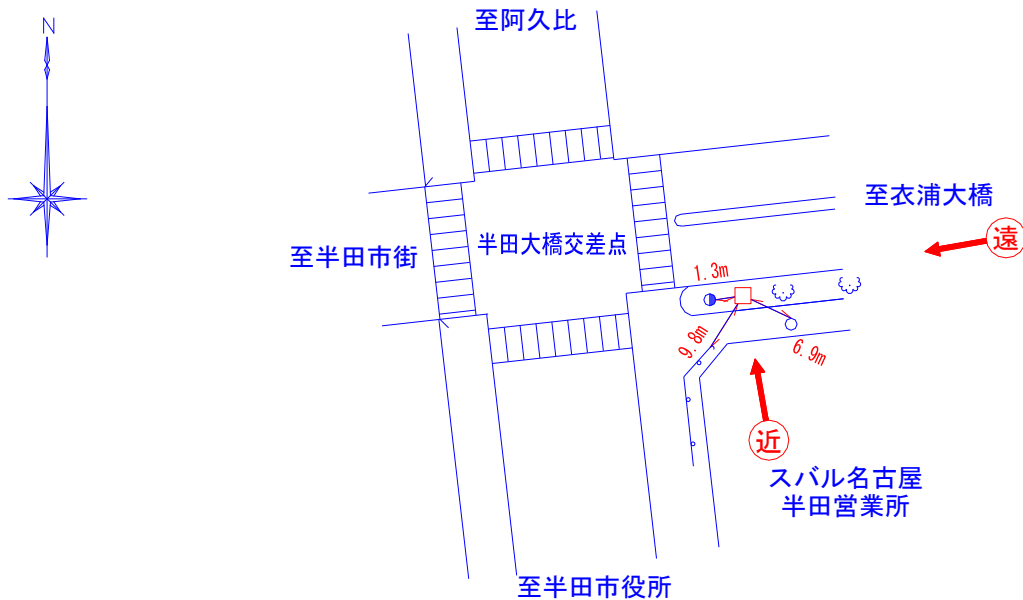 N
至阿久比
至衣浦大橋
遠
半田大橋交差点
至半田市街
1.3m
9.8m
6.9m
近
スバル名古屋
半田営業所
至半田市役所